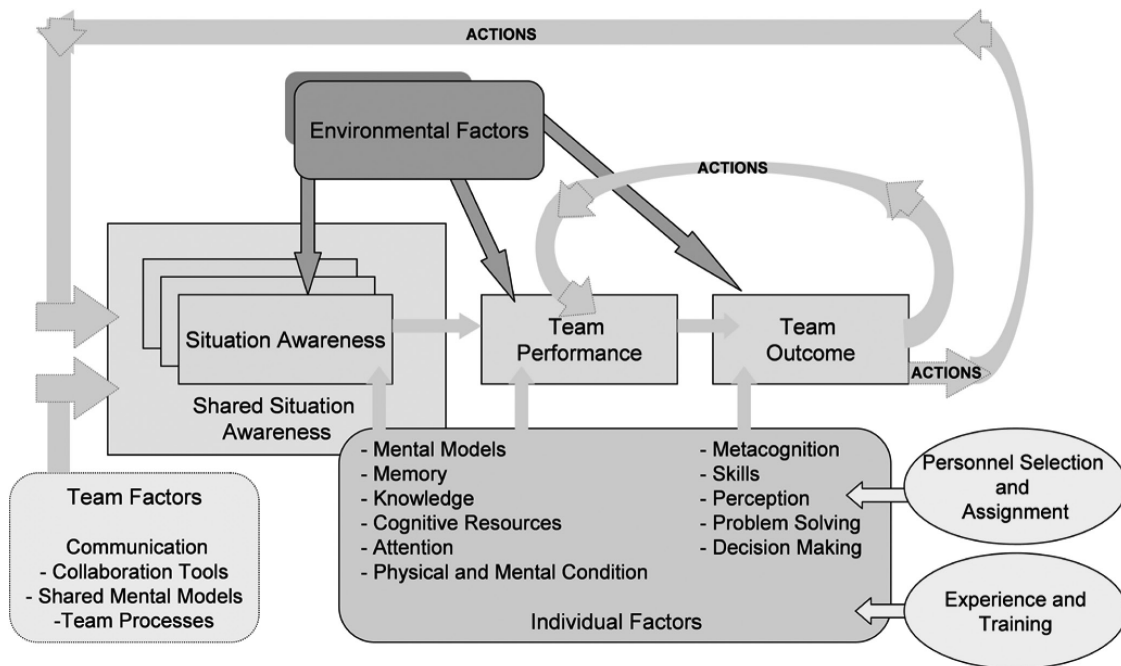 ACTIONS
Environmental Factors
ACTIONS
Situation Awareness
Team
Performance
Team
Outcome
ACTIONS
Shared Situation
Awareness
Team Factors
Communication
- Collaboration Tools
- Shared Mental Models
-Team Processes
- Mental Models
- Memory
- Knowledge
- Cognitive Resources
- Attention
- Physical and Mental Condition
- Metacognition
- Skills
- Perception
- Problem Solving
- Decision Making
Individual Factors
Personnel Selection
and
Assignment
Experience and
Training